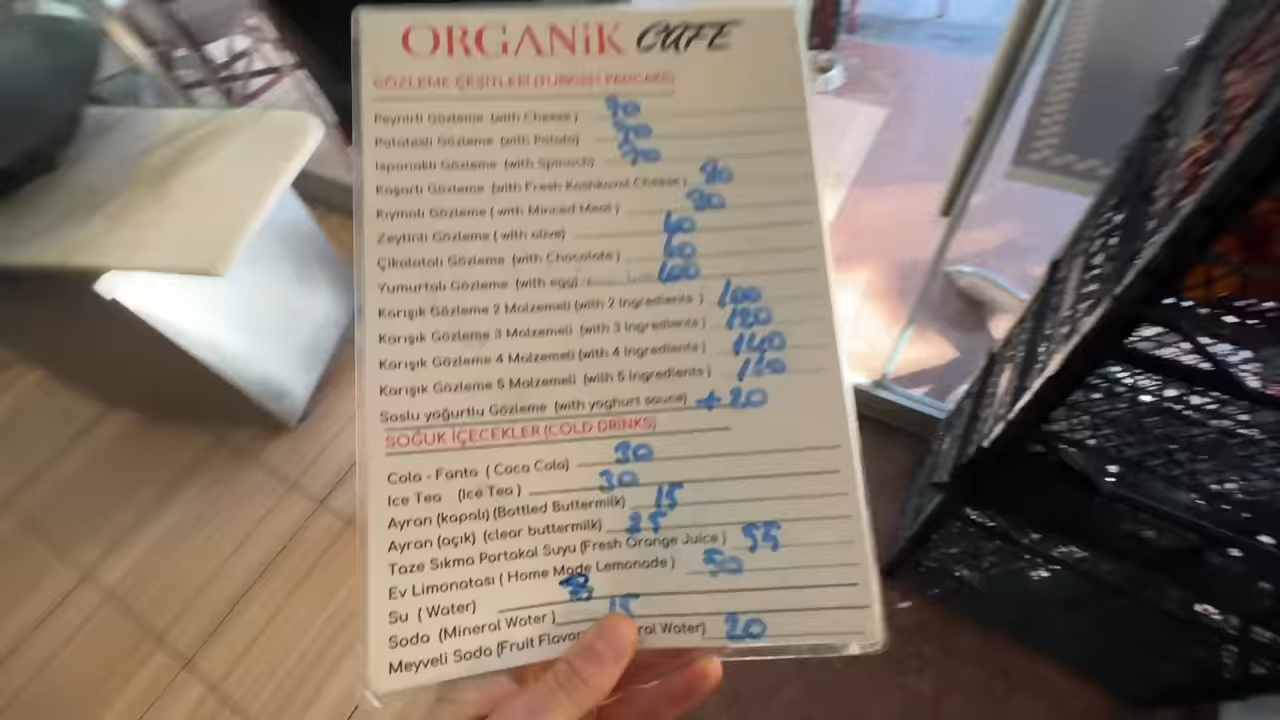 ORGANiK CAFE
GÖZLEME ÇEŞİTLERİ (TURKISH PANCAKE)
Peynirli Gözleme (with Cheese) 70
Patatesli Gözleme (with Potato) 70
Ispanaklı Gözleme (with Spinach) 70
Kaşarlı Gözleme (with Fresh Kashkaval Cheese) 80
Kıymalı Gözleme (with Minced Meat) 80
Zeytinli Gözleme (with olive) 60
Çikolatalı Gözleme (with Chocolate) 60
Yumurtalı Gözleme (with egg)
Karışık Gözleme 2 Malzemeli (with 2 Ingredients) 100
Karışık Gözleme 3 Malzemeli (with 3 Ingredients) 120
Karışık Gözleme 4 Malzemeli (with 4 Ingredients) 140
Karışık Gözleme 5 Malzemeli (with 5 Ingredients)
Soslu yoğurtlu Gözleme (with yoghurt sauce) +20
SOĞUK İÇECEKLER (COLD DRINKS)
Cola - Fanta (Coca Cola) 30
Ice Tea (Ice Tea) 30
Ayran (kapalı) (Bottled Buttermilk) 15
Ayran (açık) (clear buttermilk) 25
Taze Sıkma Portakal Suyu (Fresh Orange Juice) 55
Ev Limonatası (Home Made Lemonade) 50
Su (Water)
Soda (Mineral Water) 15
Meyveli Soda (Fruit Flavor ral Water) 20